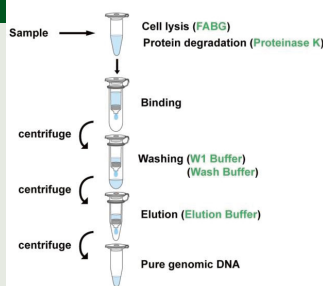 Sample
Cell lysis (FABG)
Protein degradation (Proteinase K)
Binding
centrifuge
Washing (W1 Buffer)
(Wash Buffer)
centrifuge
Elution (Elution Buffer)
centrifuge
Pure genomic DNA